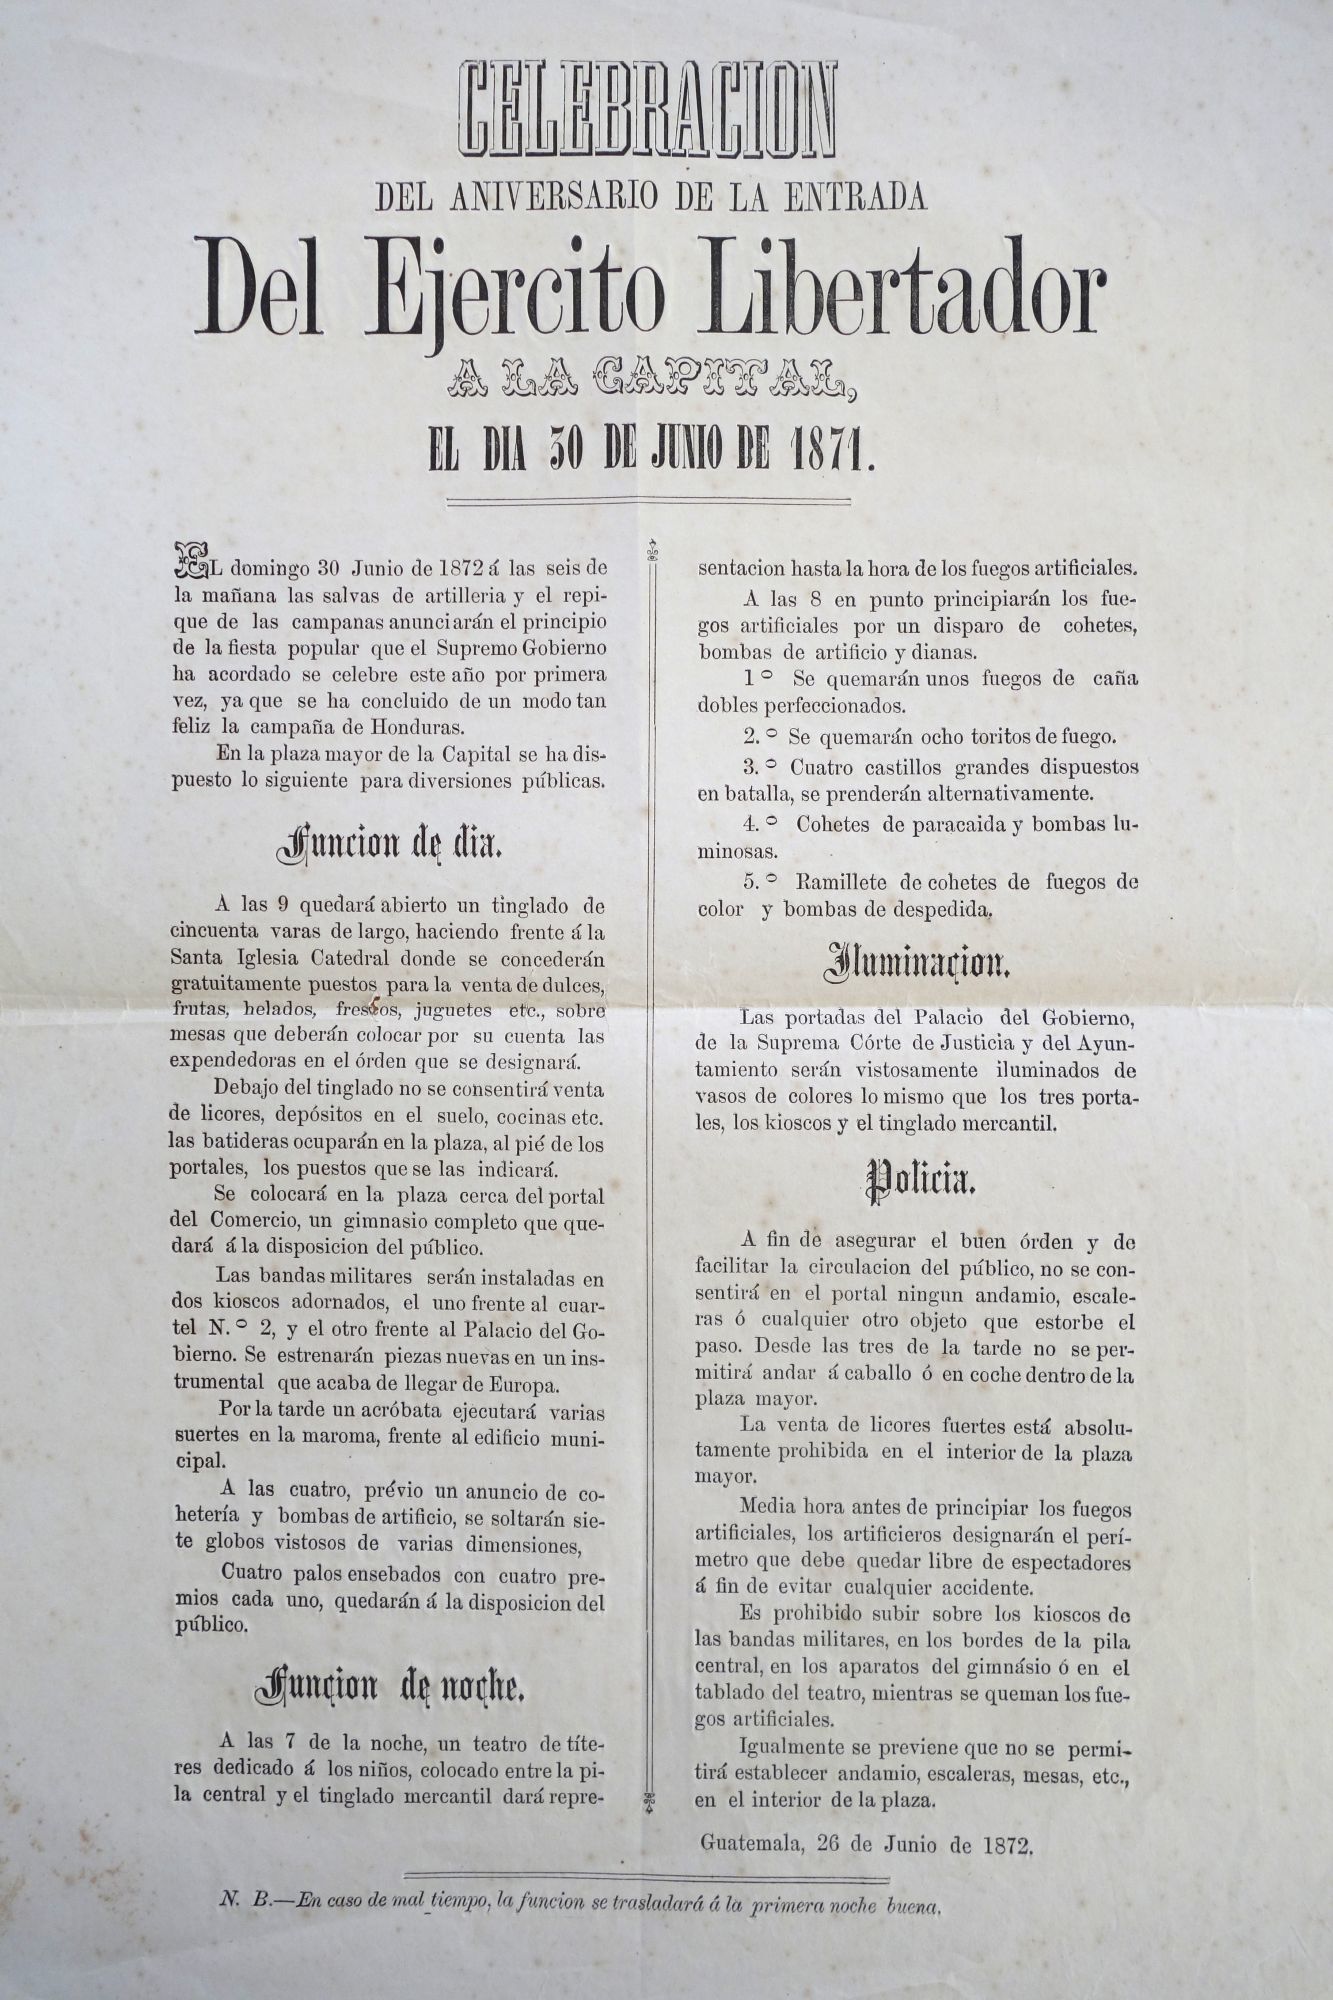 CELEBRACION
DEL ANIVERSARIO DE LA ENTRADA
Del Ejercito Libertador
A LA CAPITAL,
EL DIA 30 DE JUNIO DE 1871.
EL domingo 30 Junio de 1872 á las seis de
la mañana las salvas de artilleria y el repi-
que de las campanas anunciarán el principio
de la fiesta popular que el Supremo Gobierno
ha acordado se celebre este año por primera
vez, ya que se ha concluido de un modo tan
feliz la campaña de Honduras.
En la plaza mayor de la Capital se ha dis-
puesto lo siguiente para diversiones públicas.
Funcion de dia.
A las 9 quedará abierto un tinglado de
cincuenta varas de largo, haciendo frente á la
Santa Iglesia Catedral donde se concederán
gratuitamente puestos para la venta de dulces,
frutas, helados, frescos, juguetes etc., sobre
mesas que deberán colocar por su cuenta las
expendedoras en el órden que se designará.
Debajo del tinglado no se consentirá venta
de licores, depósitos en el suelo, cocinas etc.
las batideras ocuparán en la plaza, al pié de los
portales, los puestos que se las indicará.
Se colocará en la plaza cerca del portal
del Comercio, un gimnasio completo que que-
dará á la disposicion del público.
Las bandas militares serán instaladas en
dos kioscos adornados, el uno frente al cuar-
tel N.º 2, y el otro frente al Palacio del Go-
bierno. Se estrenarán piezas nuevas en un ins-
trumental que acaba de llegar de Europa.
Por la tarde un acróbata ejecutará varias
suertes en la maroma, frente al edificio muni-
cipal.
A las cuatro, prévio un anuncio de co-
hetería y bombas de artificio, se soltarán sie-
te globos vistosos de varias dimensiones,
Cuatro palos ensebados con cuatro pre-
mios cada uno, quedarán á la disposicion del
público.
Funcion de noche.
A las 7 de la noche, un teatro de títe-
res dedicado á los niños, colocado entre la pi-
la central y el tinglado mercantil dará repre-
sentacion hasta la hora de los fuegos artificiales.
A las 8 en punto principiarán los fue-
gos artificiales por un disparo de cohetes,
bombas de artificio y dianas.
1º Se quemarán unos fuegos de caña
dobles perfeccionados.
2.º Se quemarán ocho toritos de fuego.
3.º Cuatro castillos grandes dispuestos
en batalla, se prenderán alternativamente.
4.º Cohetes de paracaida y bombas lu-
minosas.
5.º Ramillete de cohetes de fuegos de
color y bombas de despedida.
Iluminacion.
Las portadas del Palacio del Gobierno,
de la Suprema Córte de Justicia y del Ayun-
tamiento serán vistosamente iluminados de
vasos de colores lo mismo que los tres porta-
les, los kioscos y el tinglado mercantil.
Policia.
A fin de asegurar el buen órden y de
facilitar la circulacion del público, no se con-
sentirá en el portal ningun andamio, escale-
ras ó cualquier otro objeto que estorbe el
paso. Desde las tres de la tarde no se per-
mitirá andar á caballo ó en coche dentro de la
plaza mayor.
La venta de licores fuertes está absolu-
tamente prohibida en el interior de la plaza
mayor.
Media hora antes de principiar los fuegos
artificiales, los artificieros designarán el perí-
metro que debe quedar libre de espectadores
á fin de evitar cualquier accidente.
Es prohibido subir sobre los kioscos de
las bandas militares, en los bordes de la pila
central, en los aparatos del gimnásio ó en el
tablado del teatro, mientras se queman los fue-
gos artificiales.
Igualmente se previene que no se permi-
tirá establecer andamio, escaleras, mesas, etc.,
en el interior de la plaza.
Guatemala, 26 de Junio de 1872.
N. B.—En caso de mal tiempo, la funcion se trasladará á la primera noche buena.